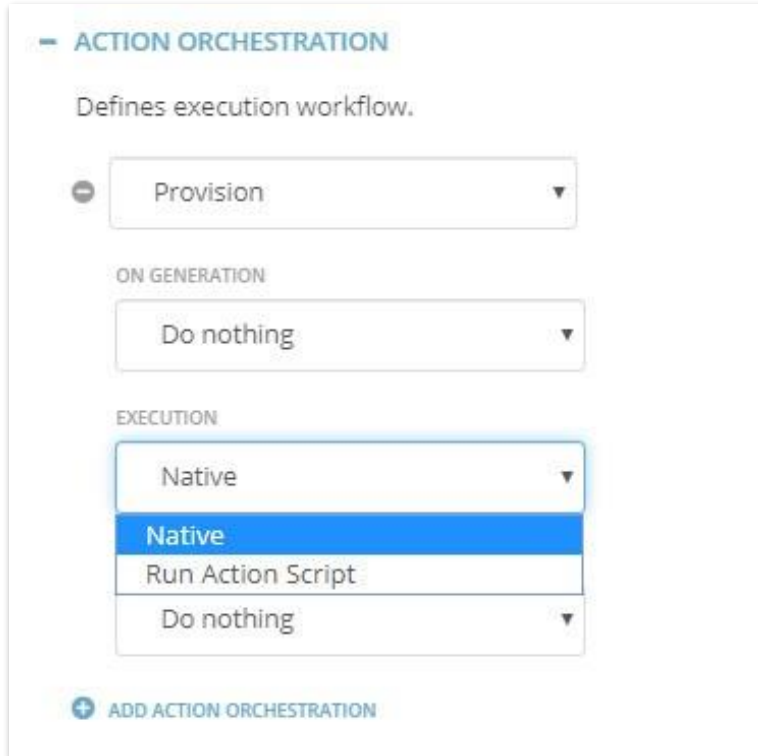 ACTION ORCHESTRATION
Defines execution workflow.
Provision
ON GENERATION
Do nothing
EXECUTION
Native
Native
Run Action Script
Do nothing
ADD ACTION ORCHESTRATION